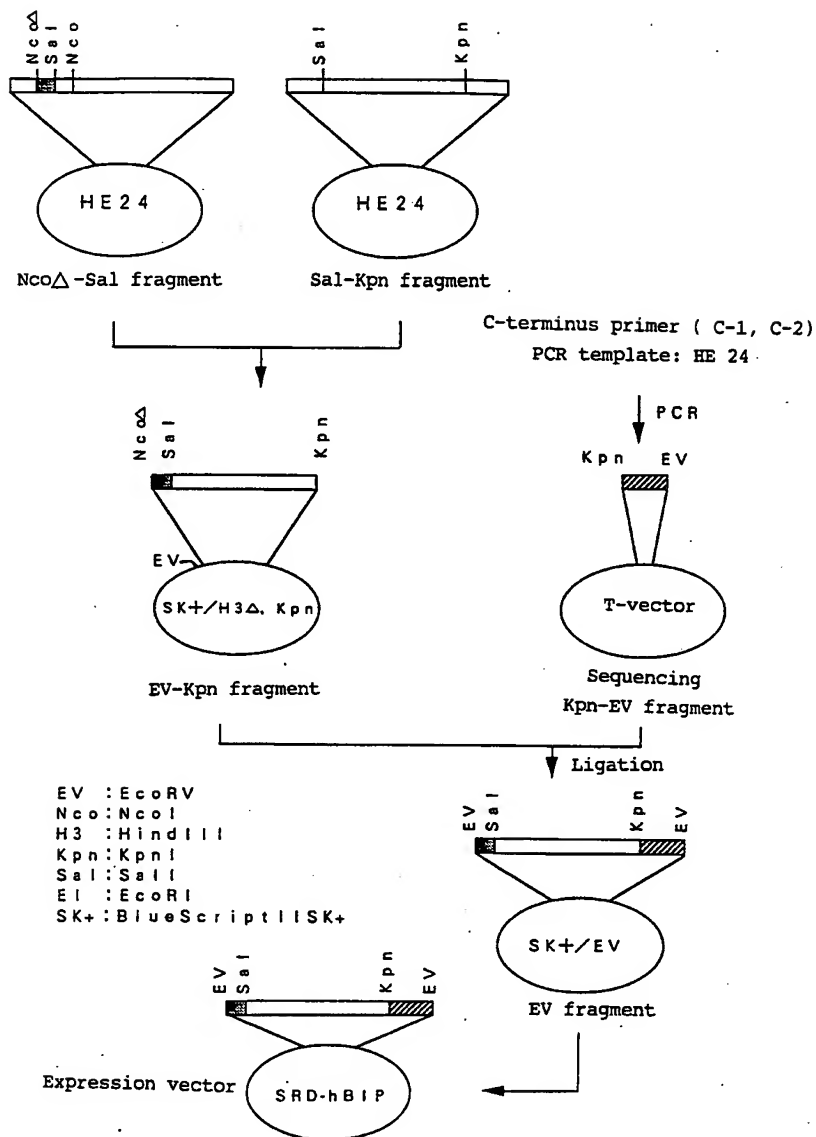 NcoΔ
Sal
Nco
Sal
Kpn
HE24
HE24
NcoΔ-Sal fragment
Sal-Kpn fragment
C-terminus primer ( C-1, C-2)
PCR template: HE 24
PCR
NcoΔ
Sal
Kpn
Kpn EV
EV
SK+/H3Δ, Kpn
T-vector
EV-Kpn fragment
Sequencing
Kpn-EV fragment
Ligation
EV :EcoRV
Nco:NcoI
H3 :HindIII
Kpn:KpnI
Sal:SalI
EI :EcoRI
SK+:BlueScriptIISK+
EV
Sal
Kpn
EV
SK+/EV
EV fragment
EV
Sal
Kpn
EV
Expression vector
SRD-hBIP